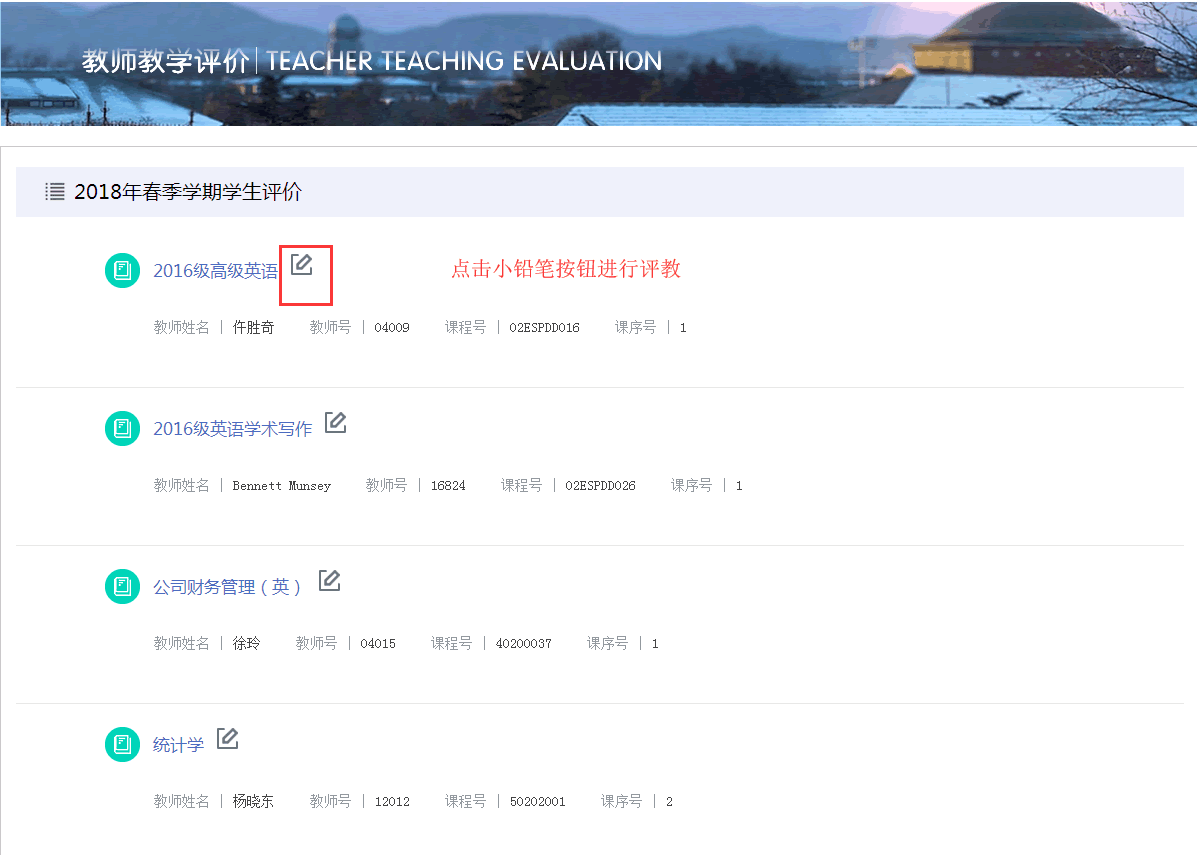 教师教学评价 | TEACHER TEACHING EVALUATION
2018年春季学期学生评价
2016级高级英语 点击小铅笔按钮进行评教
教师姓名 | 仵胜奇 教师号 | 04009 课程号 | 02ESPDD016 课序号 | 1
2016级英语学术写作
教师姓名 | Bennett Munsey 教师号 | 16824 课程号 | 02ESPDD026 课序号 | 1
公司财务管理（英）
教师姓名 | 徐玲 教师号 | 04015 课程号 | 40200037 课序号 | 1
统计学
教师姓名 | 杨晓东 教师号 | 12012 课程号 | 50202001 课序号 | 2